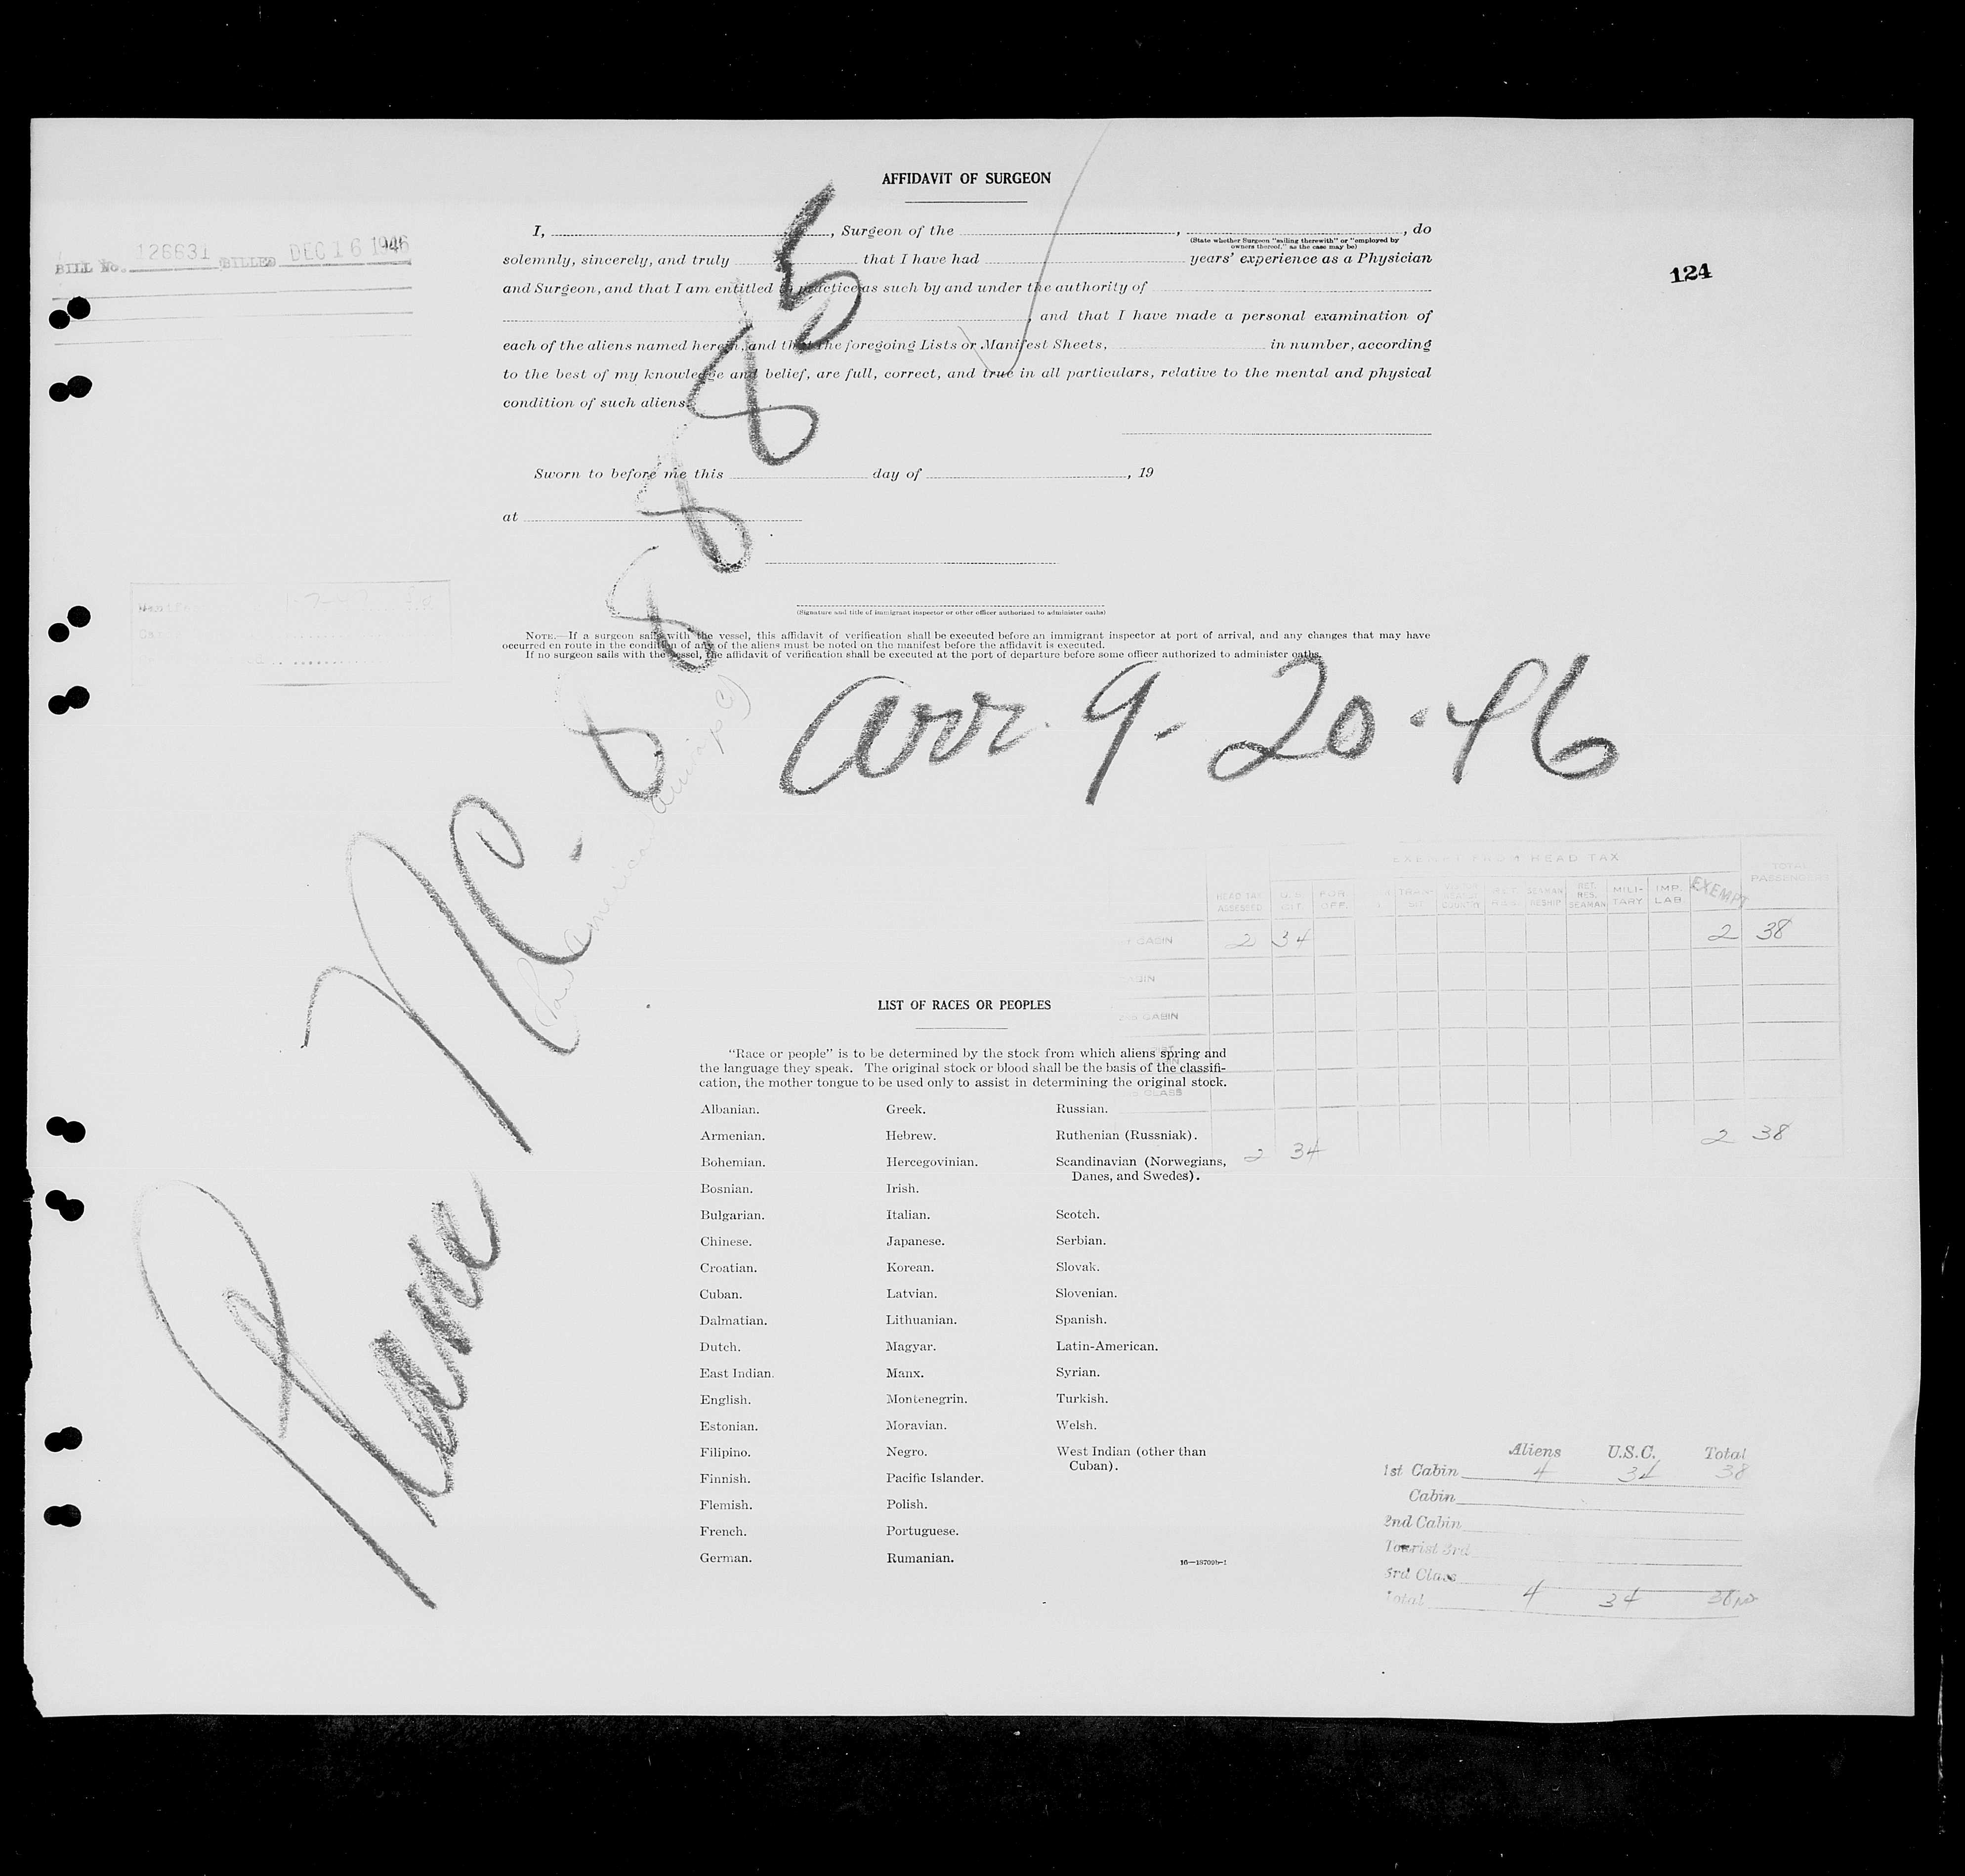 AFFIDAVIT OF SURGEON
I, , Surgeon of the , , do
(State whether Surgeon "sailing therewith" or "employed by
owners thereof," as the case may be)
solemnly, sincerely, and truly that I have had years' experience as a Physician
and Surgeon, and that I am entitled to practice as such by and under the authority of
, and that I have made a personal examination of
each of the aliens named herein, and that the foregoing Lists or Manifest Sheets, in number, according
to the best of my knowledge and belief, are full, correct, and true in all particulars, relative to the mental and physical
condition of such aliens.
Sworn to before me this day of , 19
at
(Signature and title of immigrant inspector or other officer authorized to administer oaths)
NOTE.—If a surgeon sails with the vessel, this affidavit of verification shall be executed before an immigrant inspector at port of arrival, and any changes that may have
occurred en route in the condition of any of the aliens must be noted on the manifest before the affidavit is executed.
If no surgeon sails with the vessel, the affidavit of verification shall be executed at the port of departure before some officer authorized to administer oaths.
BILL No. 126631 BILLED DEC 16 1946
124
Plane NC. 88885
Pan American
arr. 9-20-46
EXEMPT FROM HEAD TAX
TOTAL
PASSENGERS
HEAD TAX
ASSESSED
U.S.
FOR
OFF.
TRAN-
SEAMAN
RET.
RES.
SEAMAN
MILI-
TARY
IMP.
LAB.
EXEMPT
CABIN 2 34 2 38
CABIN
CABIN
CLASS
2 34 2 38
LIST OF RACES OR PEOPLES
"Race or people" is to be determined by the stock from which aliens spring and
the language they speak. The original stock or blood shall be the basis of the classifi-
cation, the mother tongue to be used only to assist in determining the original stock.
Albanian. Greek. Russian.
Armenian. Hebrew. Ruthenian (Russniak).
Bohemian. Hercegovinian. Scandinavian (Norwegians,
Danes, and Swedes).
Bosnian. Irish.
Bulgarian. Italian. Scotch.
Chinese. Japanese. Serbian.
Croatian. Korean. Slovak.
Cuban. Latvian. Slovenian.
Dalmatian. Lithuanian. Spanish.
Dutch. Magyar. Latin-American.
East Indian. Manx. Syrian.
English. Montenegrin. Turkish.
Estonian. Moravian. Welsh.
Filipino. Negro. West Indian (other than
Cuban).
Finnish. Pacific Islander.
Flemish. Polish.
French. Portuguese.
German. Rumanian.
16—18709b-1
Aliens U.S.C. Total
1st Cabin 4 34 38
Cabin
2nd Cabin
Tourist 3rd
3rd Class
Total 4 34 38